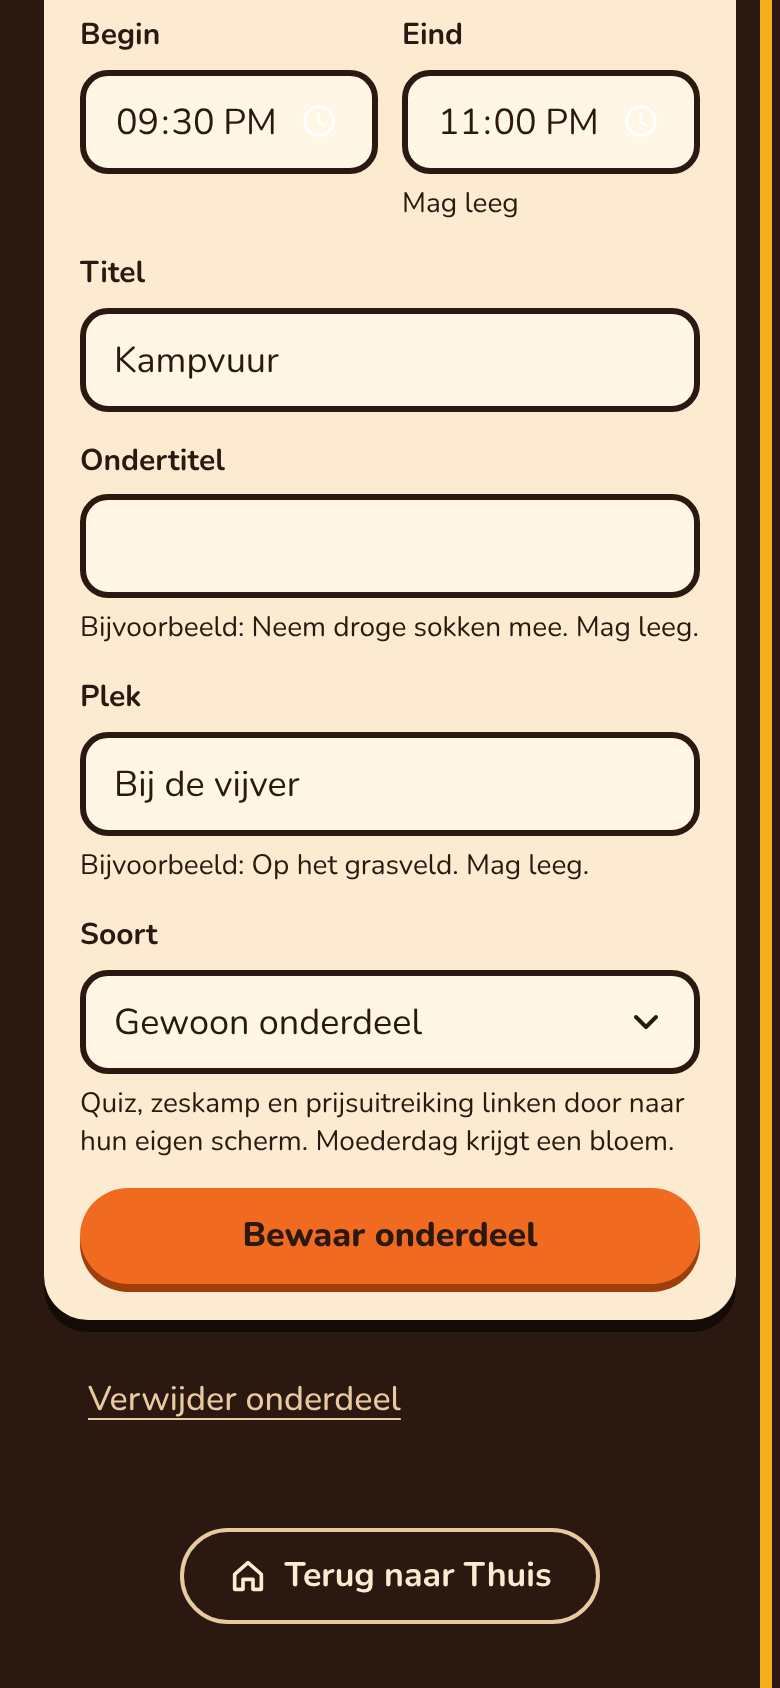 Begin
Eind
09:30 PM
11:00 PM
Mag leeg
Titel
Kampvuur
Ondertitel
Bijvoorbeeld: Neem droge sokken mee. Mag leeg.
Plek
Bij de vijver
Bijvoorbeeld: Op het grasveld. Mag leeg.
Soort
Gewoon onderdeel
Quiz, zeskamp en prijsuitreiking linken door naar
hun eigen scherm. Moederdag krijgt een bloem.
Bewaar onderdeel
Verwijder onderdeel
Terug naar Thuis